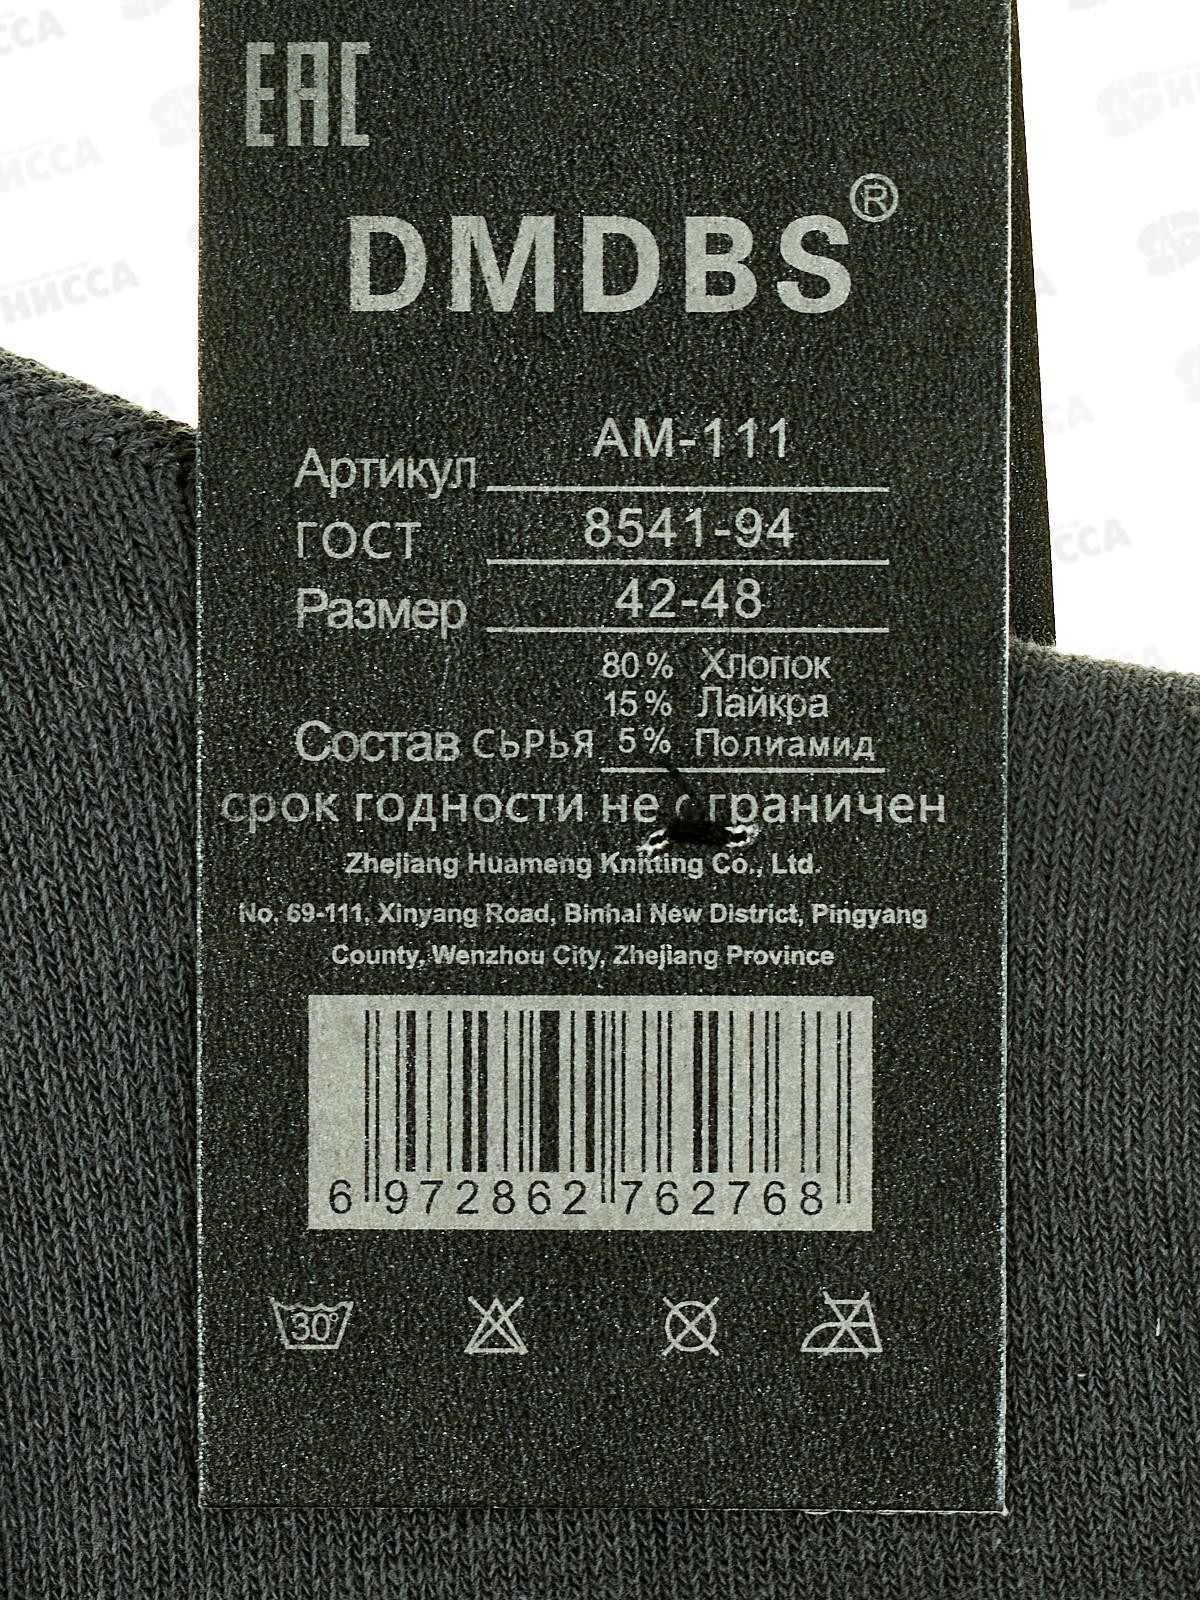 EAC
DMDBS®
Артикул AM-111
ГОСТ 8541-94
Размер 42-48
80% Хлопок
15% Лайкра
Состав сырья 5% Полиамид
срок годности не ограничен
Zhejiang Huameng Knitting Co., Ltd.
No. 69-111, Xinyang Road, Binhai New District, Pingyang
County, Wenzhou City, Zhejiang Province
6 972862 762768
30°
НИССА